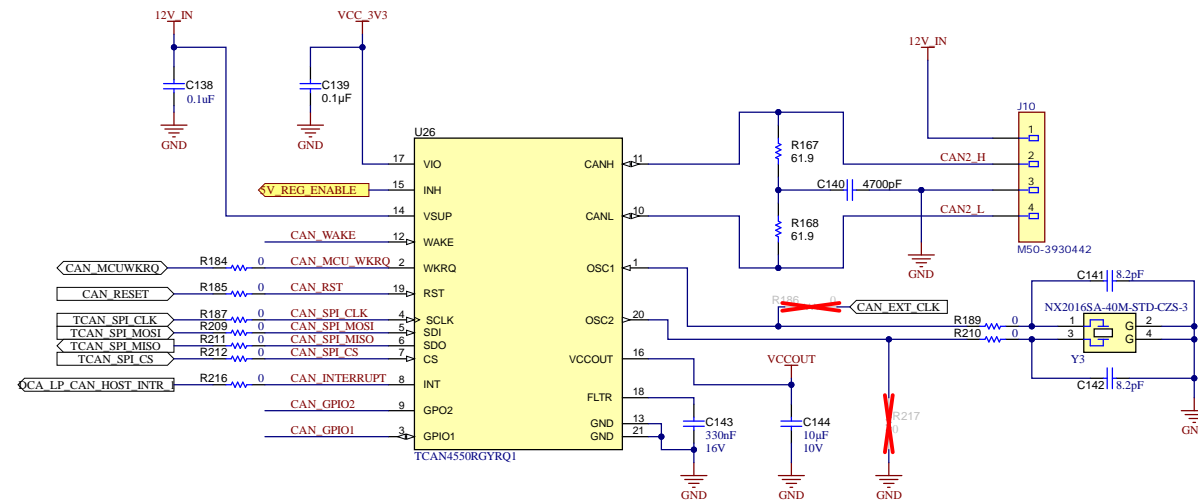 12V_IN
VCC_3V3
12V_IN
C138
0.1uF
C139
0.1µF
GND
GND
J10
1
2
3
4
M50-3930442
CAN2_H
CAN2_L
GND
R167
61.9
C140
4700pF
R168
61.9
U26
17 VIO
15 INH
14 VSUP
12 WAKE
2 WKRQ
19 RST
4 SCLK
5 SDI
6 SDO
7 CS
8 INT
9 GPO2
3 GPIO1
CANH 11
CANL 10
OSC1 1
OSC2 20
VCCOUT 16
FLTR 18
GND 13
GND 21
TCAN4550RGYRQ1
5V_REG_ENABLE
CAN_WAKE
CAN_MCUWKRQ R184 0 CAN_MCU_WKRQ
CAN_RESET R185 0 CAN_RST
TCAN_SPI_CLK R187 0 CAN_SPI_CLK
TCAN_SPI_MOSI R209 0 CAN_SPI_MOSI
TCAN_SPI_MISO R211 0 CAN_SPI_MISO
TCAN_SPI_CS R212 0 CAN_SPI_CS
QCA_LP_CAN_HOST_INTR_1 R216 0 CAN_INTERRUPT
CAN_GPIO2
CAN_GPIO1
R186 0 CAN_EXT_CLK
R189 0
R210 0
C141 8.2pF
NX2016SA-40M-STD-CZS-3
1 G 2
3 G 4
Y3
C142 8.2pF
GND
VCCOUT
C143
330nF
16V
GND
C144
10µF
10V
GND
R217
0
GND